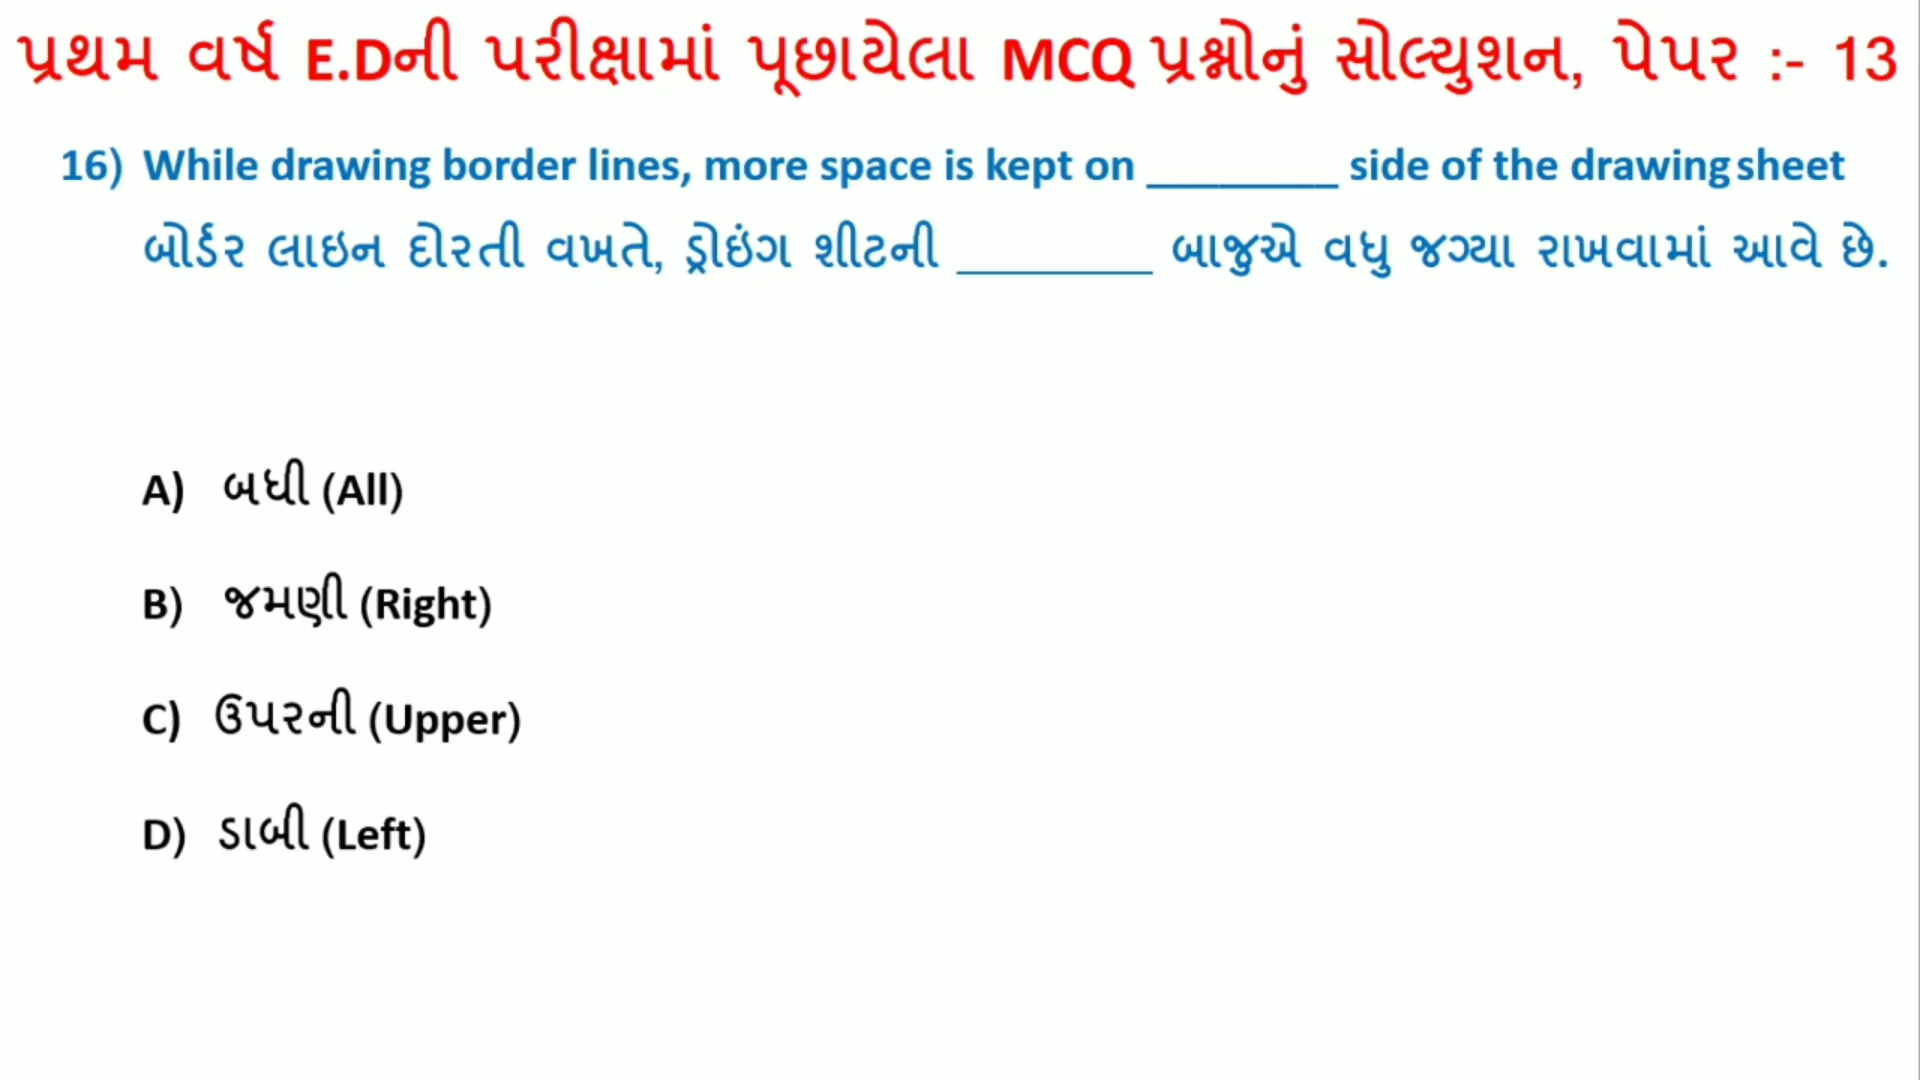 પ્રથમ વર્ષ E.Dની પરીક્ષામાં પૂછાયેલા MCQ પ્રશ્નોનું સોલ્યુશન, પેપર :- 13
16) While drawing border lines, more space is kept on ________ side of the drawing sheet
બોર્ડર લાઇન દોરતી વખતે, ડ્રોઇંગ શીટની ________ બાજુએ વધુ જગ્યા રાખવામાં આવે છે.
A) બધી (All)
B) જમણી (Right)
C) ઉપરની (Upper)
D) ડાબી (Left)